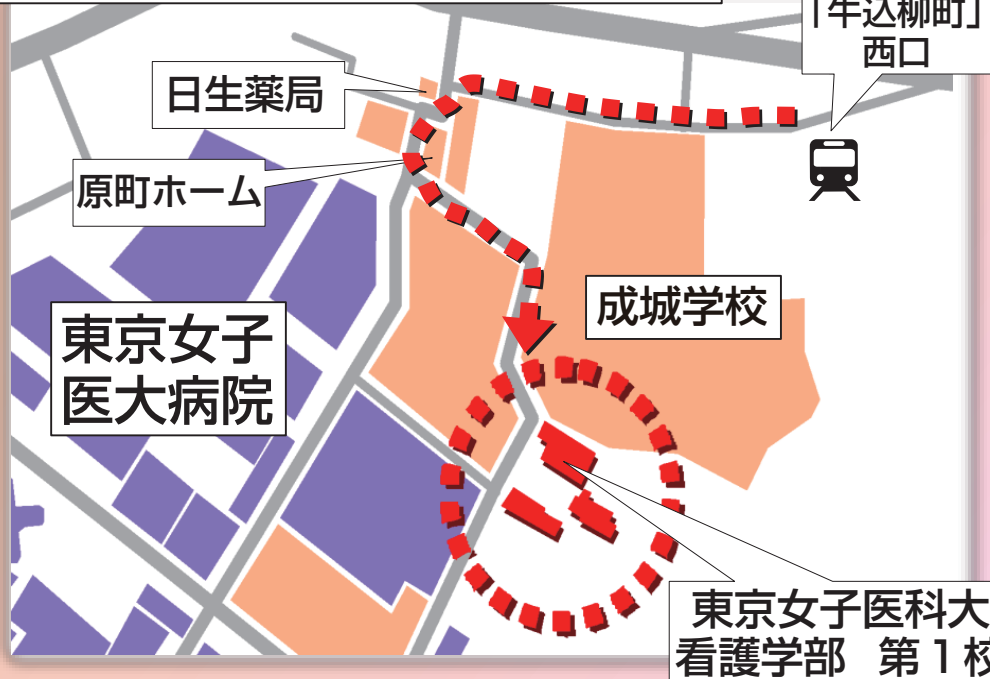 「牛込柳町」
西口
日生薬局
原町ホーム
成城学校
東京女子
医大病院
東京女子医科大
看護学部 第1校